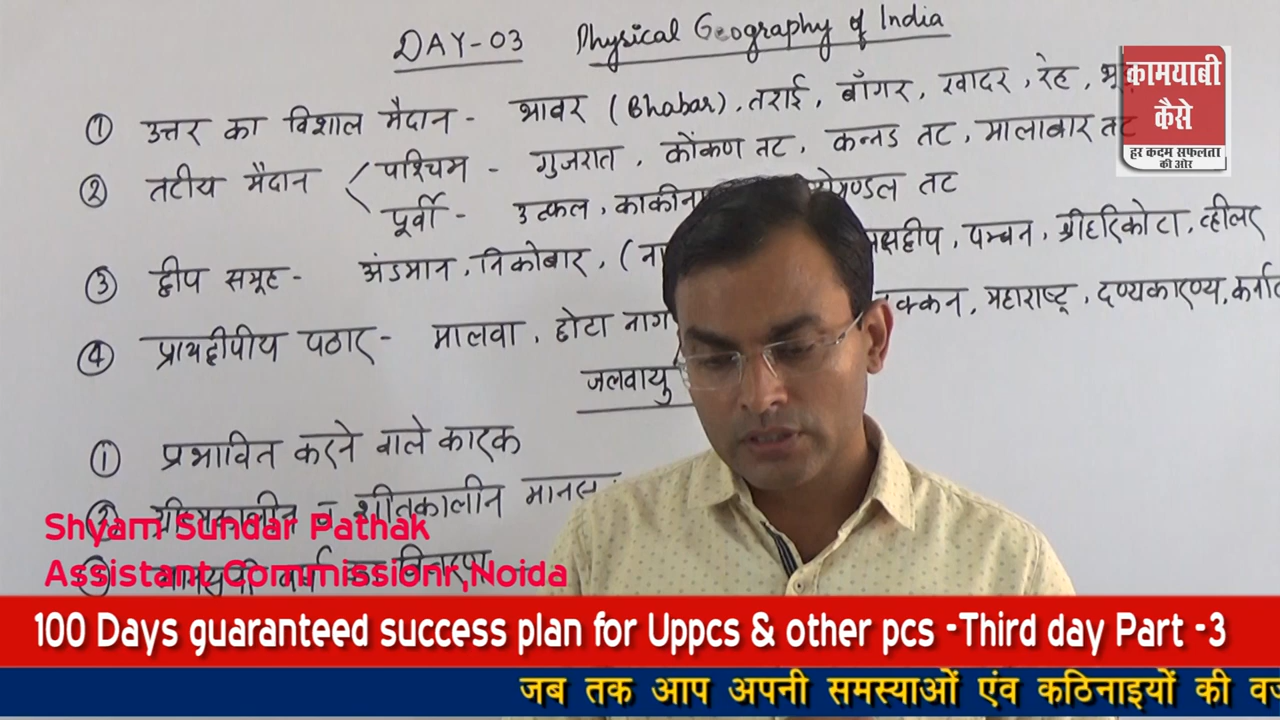 DAY-03 Physical Geography of India
① उत्तर का विशाल मैदान - भावर (Bhabar), तराई, बाँगर, खादर, रेह,
② तटीय मैदान
पश्चिम - गुजरात, कोंकण तट, कन्नड तट, मालाबार तट
पूर्वी - उत्कल, तट
③ द्वीप समूह - अंडमान, निकोबार, पम्बन, श्रीहरिकोटा, व्हीलर
④ प्रायद्वीपीय पठार - मालवा, छोटा महाराष्ट्र, दण्यकारण्य,
जलवायु
① प्रभावित करने वाले कारक
② ग्रीष्मकालीन व शीतकालीन
③
कामयाबी
कैसे
हर कदम सफलता
की ओर
Shyam Sundar Pathak
Assistant Commissionr,Noida
100 Days guaranteed success plan for Uppcs & other pcs -Third day Part -3
जब तक आप अपनी समस्याओं एंव कठिनाइयों की